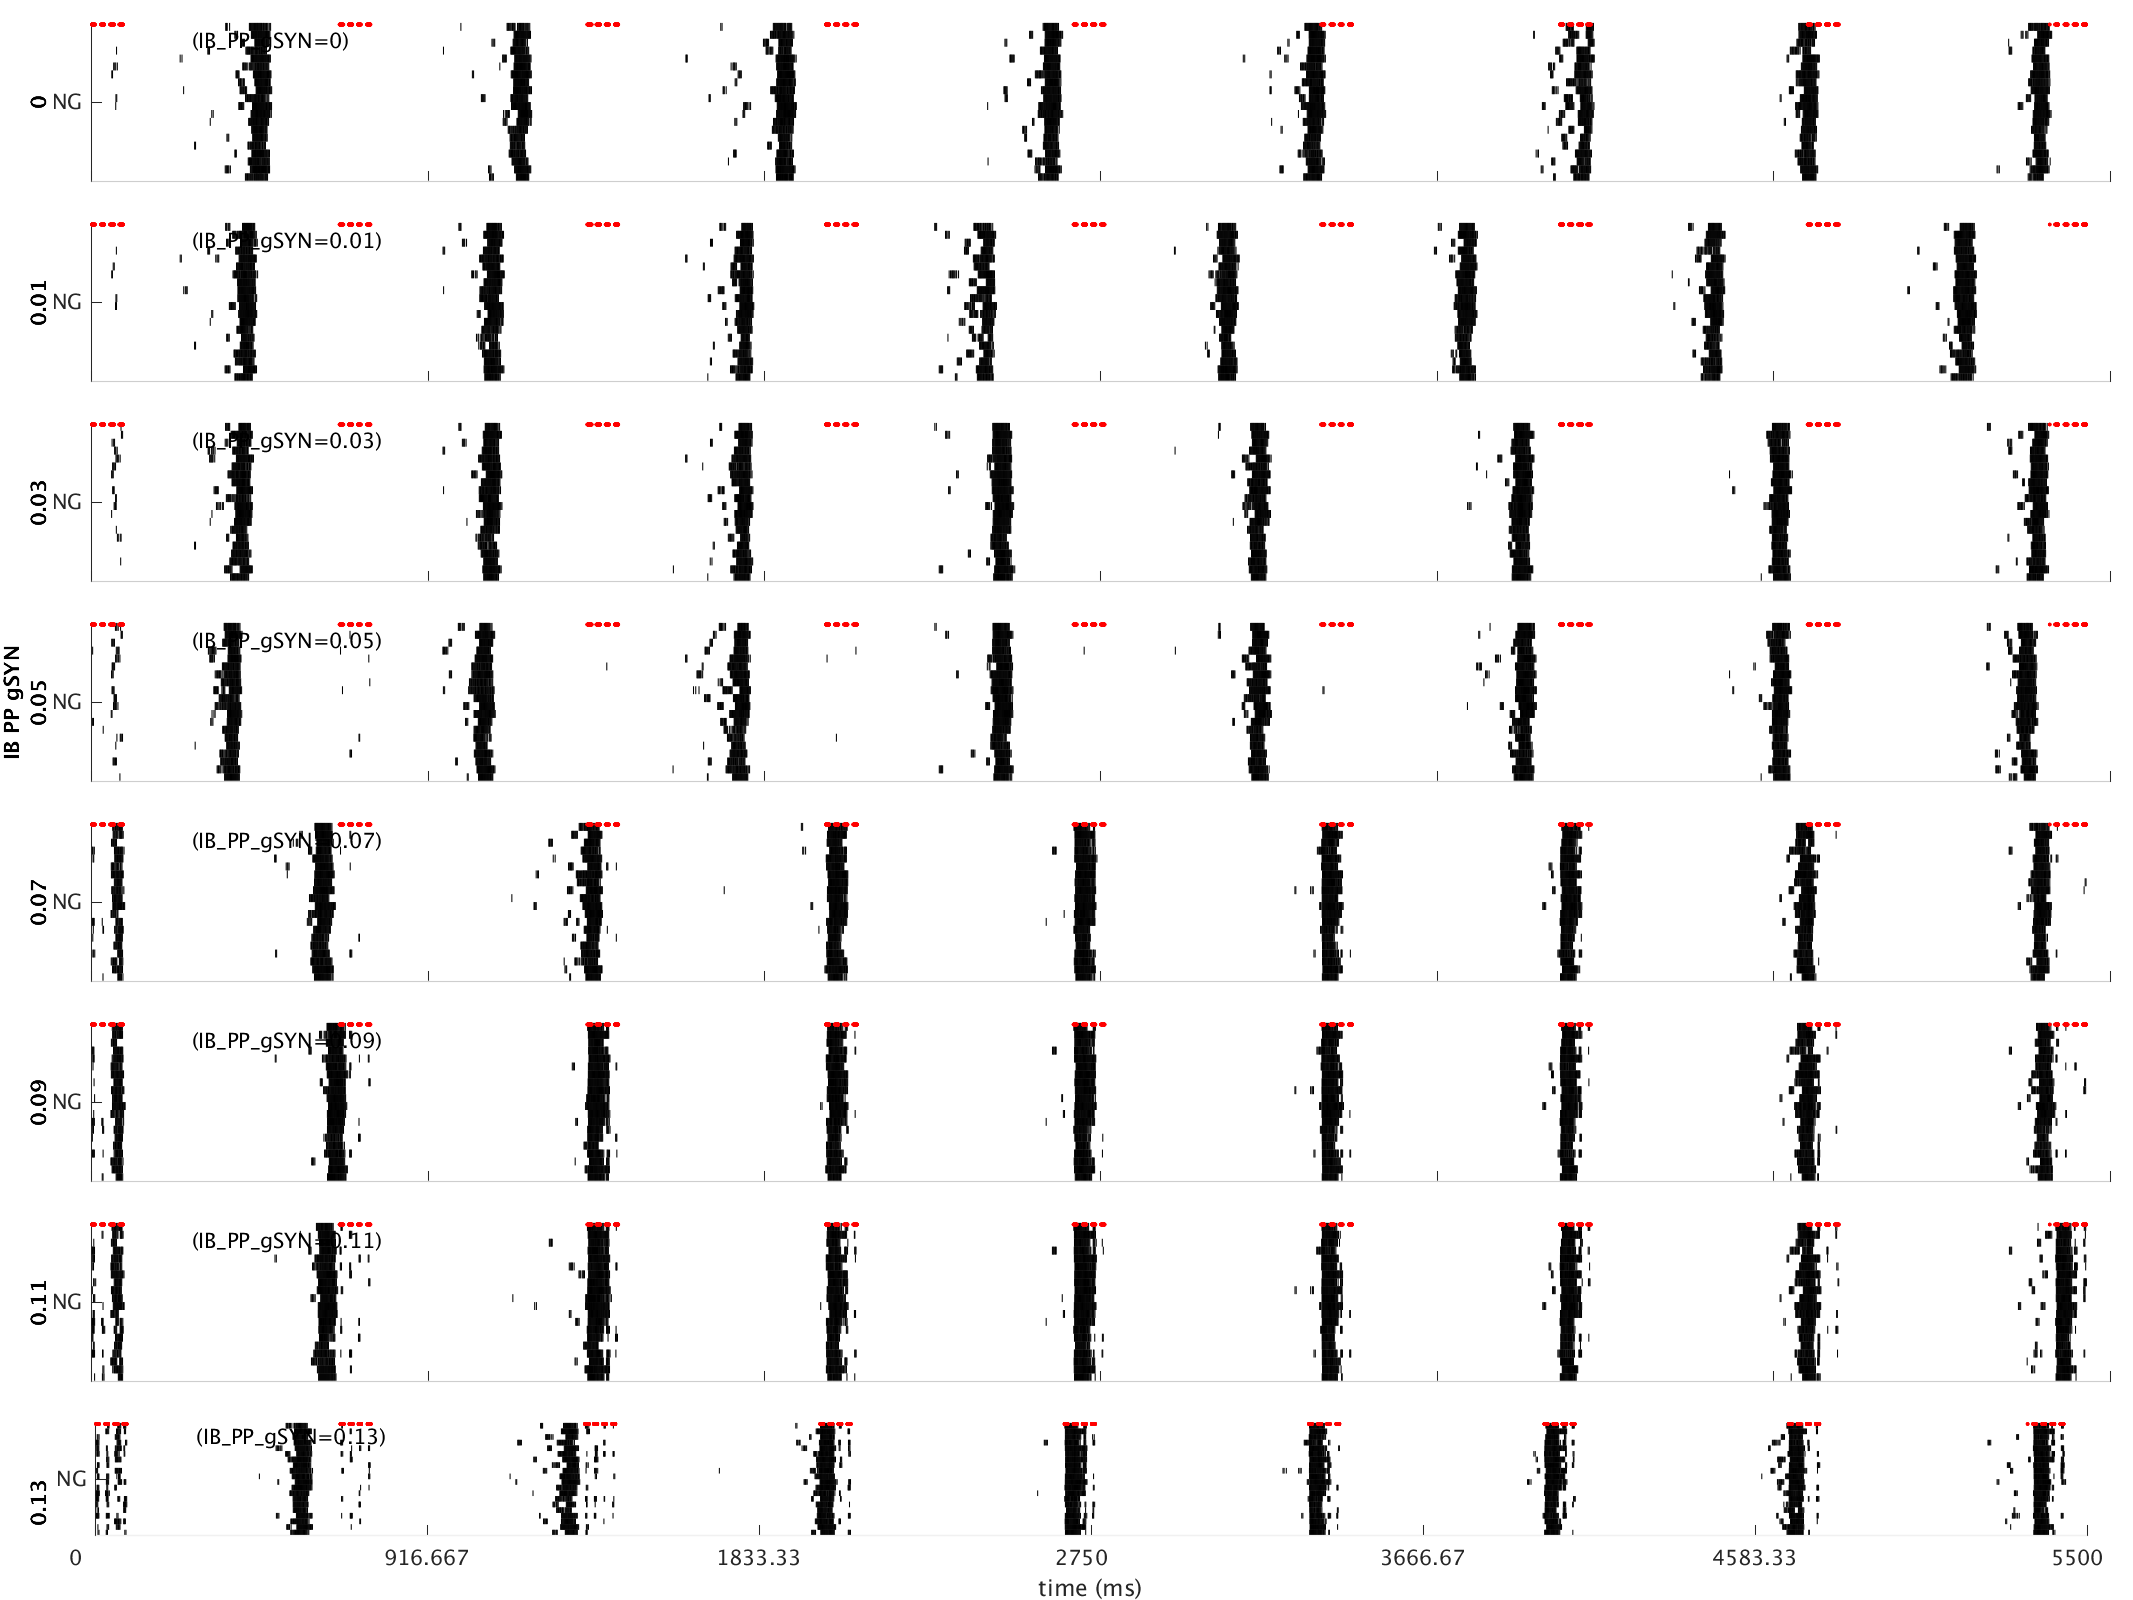 IB PP gSYN
0 NG (IB_PP_gSYN=0)
0.01 NG (IB_PP_gSYN=0.01)
0.03 NG (IB_PP_gSYN=0.03)
0.05 NG (IB_PP_gSYN=0.05)
0.07 NG (IB_PP_gSYN=0.07)
0.09 NG (IB_PP_gSYN=0.09)
0.11 NG (IB_PP_gSYN=0.11)
0.13 NG (IB_PP_gSYN=0.13)
0 916.667 1833.33 2750 3666.67 4583.33 5500
time (ms)